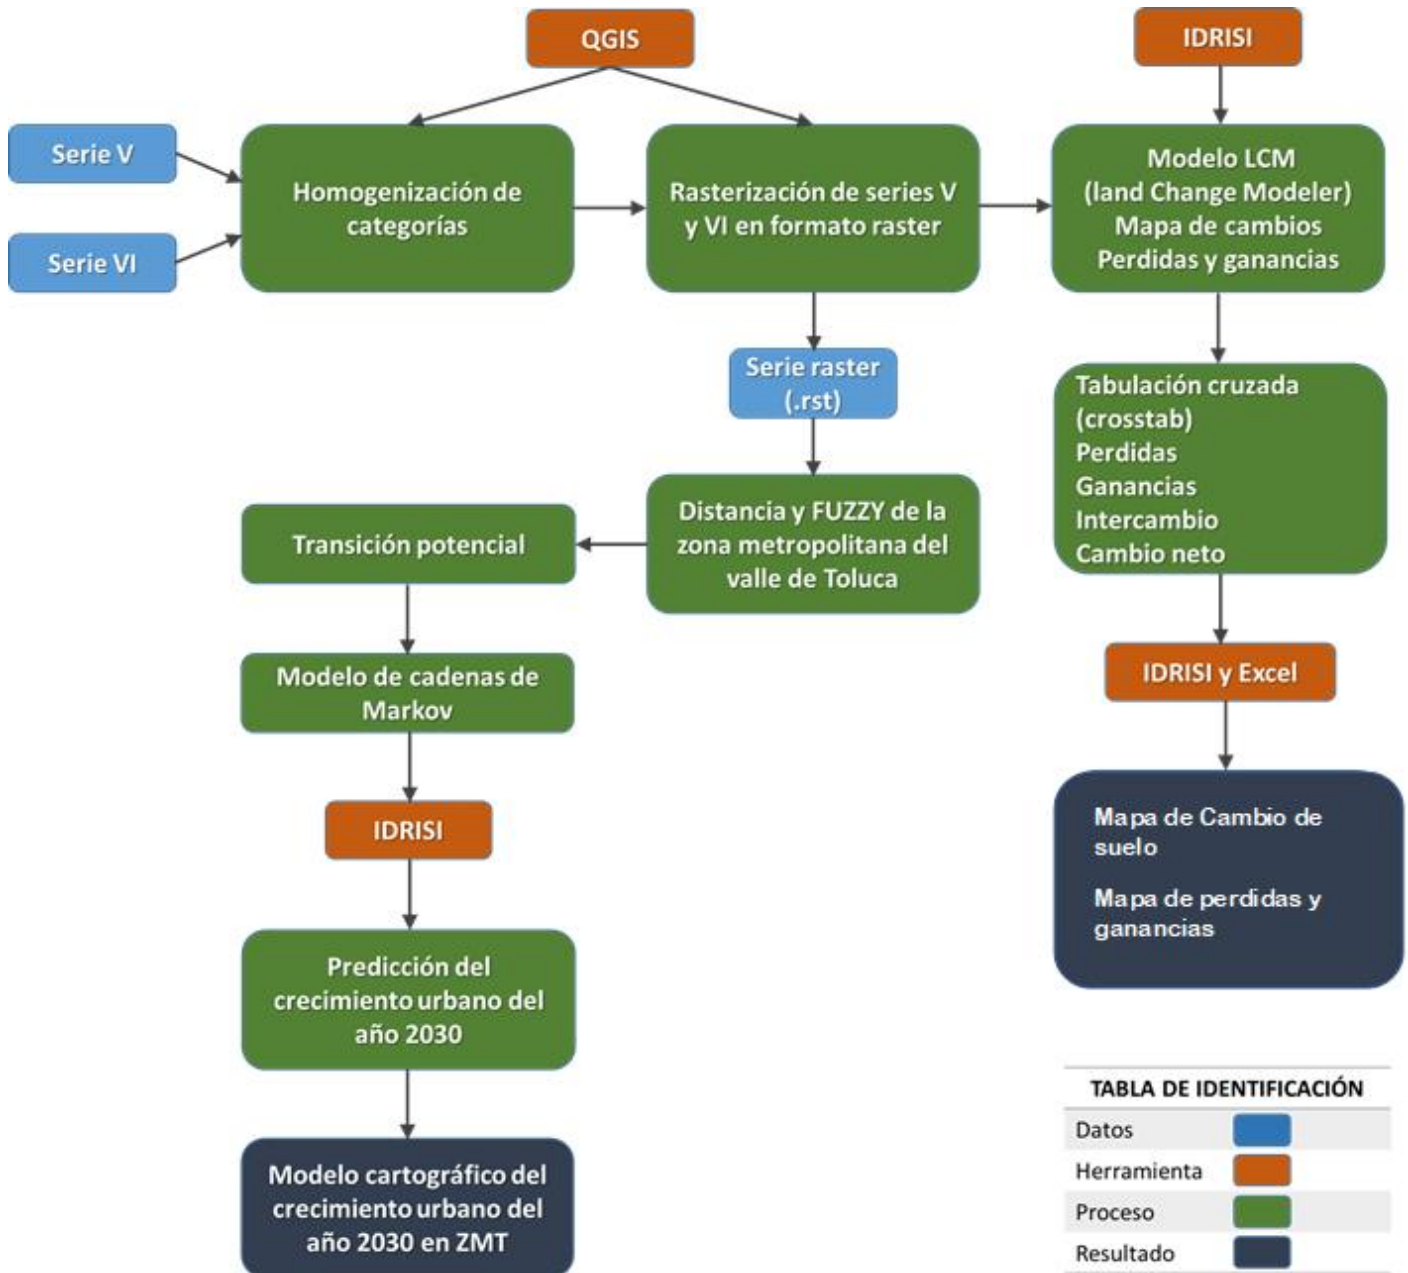 QGIS
IDRISI
Serie V
Serie VI
Homogenización de
categorías
Rasterización de series V
y VI en formato raster
Modelo LCM
(land Change Modeler)
Mapa de cambios
Perdidas y ganancias
Serie raster
(.rst)
Tabulación cruzada
(crosstab)
Perdidas
Ganancias
Intercambio
Cambio neto
Distancia y FUZZY de la
zona metropolitana del
valle de Toluca
Transición potencial
Modelo de cadenas de
Markov
IDRISI y Excel
IDRISI
Mapa de Cambio de
suelo
Mapa de perdidas y
ganancias
Predicción del
crecimiento urbano del
año 2030
Modelo cartográfico del
crecimiento urbano del
año 2030 en ZMT
TABLA DE IDENTIFICACIÓN
Datos
Herramienta
Proceso
Resultado